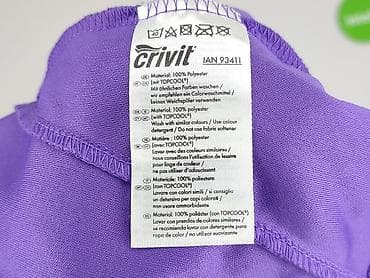 40
crivit
IAN 93411
DE Material: 100% Polyester
(mit TOPCOOL®)
Mit ähnlichen Farben waschen /
wir empfehlen ein Colorwaschmittel /
Keinen Weichspüler verwenden
Material: 100% Polyester
(with TOPCOOL®)
Wash with similar colours / Use colour
detergent / Do not use fabric softener
Matière : 100% polyester
(avec TOPCOOL®)
Laver avec des couleurs similaires /
nous conseillons l'utilisation de lessive
pour linge de couleur /
ne pas utiliser d'adoucissant
Materiale: 100% poliestere
(con TOPCOOL®)
Lavare con colori simili / si consiglia
un detersivo per capi colorati /
non usare ammorbidente
Material: 100% poliéster (con TOPCOOL®)
Lavar con prendas de colores similares /
se recomienda lavar con detergente para
ropa de color / no utilizar suavizante